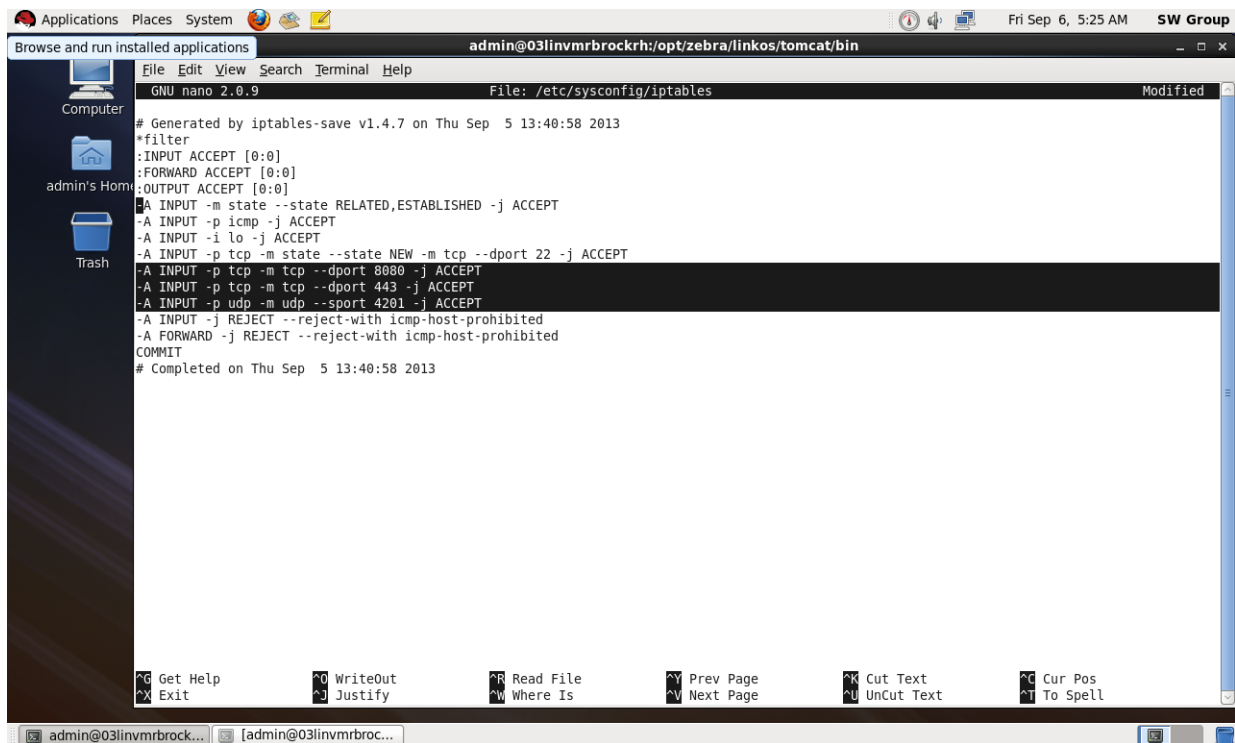 Applications Places System Fri Sep 6, 5:25 AM SW Group
Browse and run installed applications
admin@03linvmrbrockrh:/opt/zebra/linkos/tomcat/bin
File Edit View Search Terminal Help
Computer
admin's Home
Trash
GNU nano 2.0.9 File: /etc/sysconfig/iptables Modified
# Generated by iptables-save v1.4.7 on Thu Sep  5 13:40:58 2013
*filter
:INPUT ACCEPT [0:0]
:FORWARD ACCEPT [0:0]
:OUTPUT ACCEPT [0:0]
-A INPUT -m state --state RELATED,ESTABLISHED -j ACCEPT
-A INPUT -p icmp -j ACCEPT
-A INPUT -i lo -j ACCEPT
-A INPUT -p tcp -m state --state NEW -m tcp --dport 22 -j ACCEPT
-A INPUT -p tcp -m tcp --dport 8080 -j ACCEPT
-A INPUT -p tcp -m tcp --dport 443 -j ACCEPT
-A INPUT -p udp -m udp --sport 4201 -j ACCEPT
-A INPUT -j REJECT --reject-with icmp-host-prohibited
-A FORWARD -j REJECT --reject-with icmp-host-prohibited
COMMIT
# Completed on Thu Sep  5 13:40:58 2013
^G Get Help ^O WriteOut ^R Read File ^Y Prev Page ^K Cut Text ^C Cur Pos
^X Exit ^J Justify ^W Where Is ^V Next Page ^U UnCut Text ^T To Spell
admin@03linvmrbrock... [admin@03linvmrbroc...